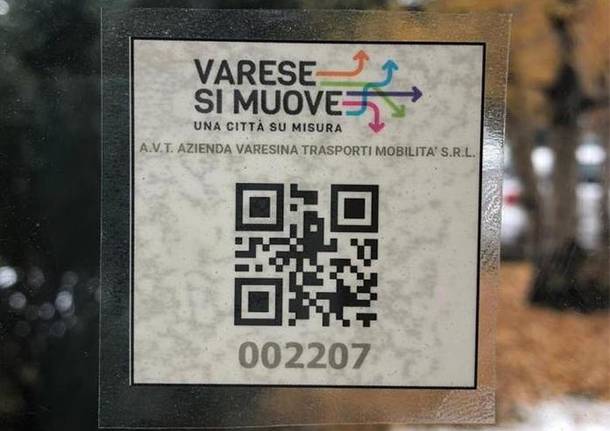 VARESE
SI MUOVE
UNA CITTÀ SU MISURA
A.V.T. AZIENDA VARESINA TRASPORTI MOBILITA' S.R.L.
002207